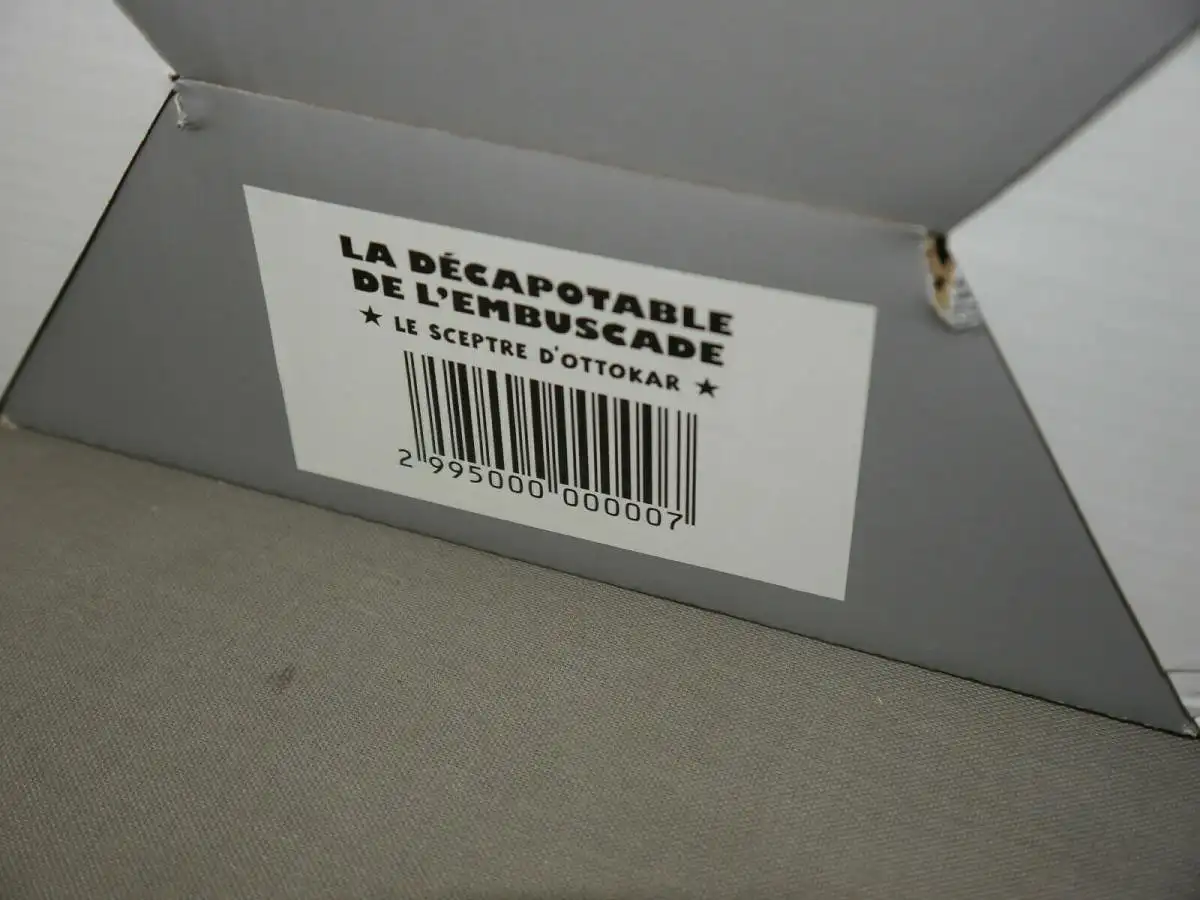 LA DÉCAPOTABLE
DE L'EMBUSCADE
★ LE SCEPTRE D'OTTOKAR ★
2 995000 000007